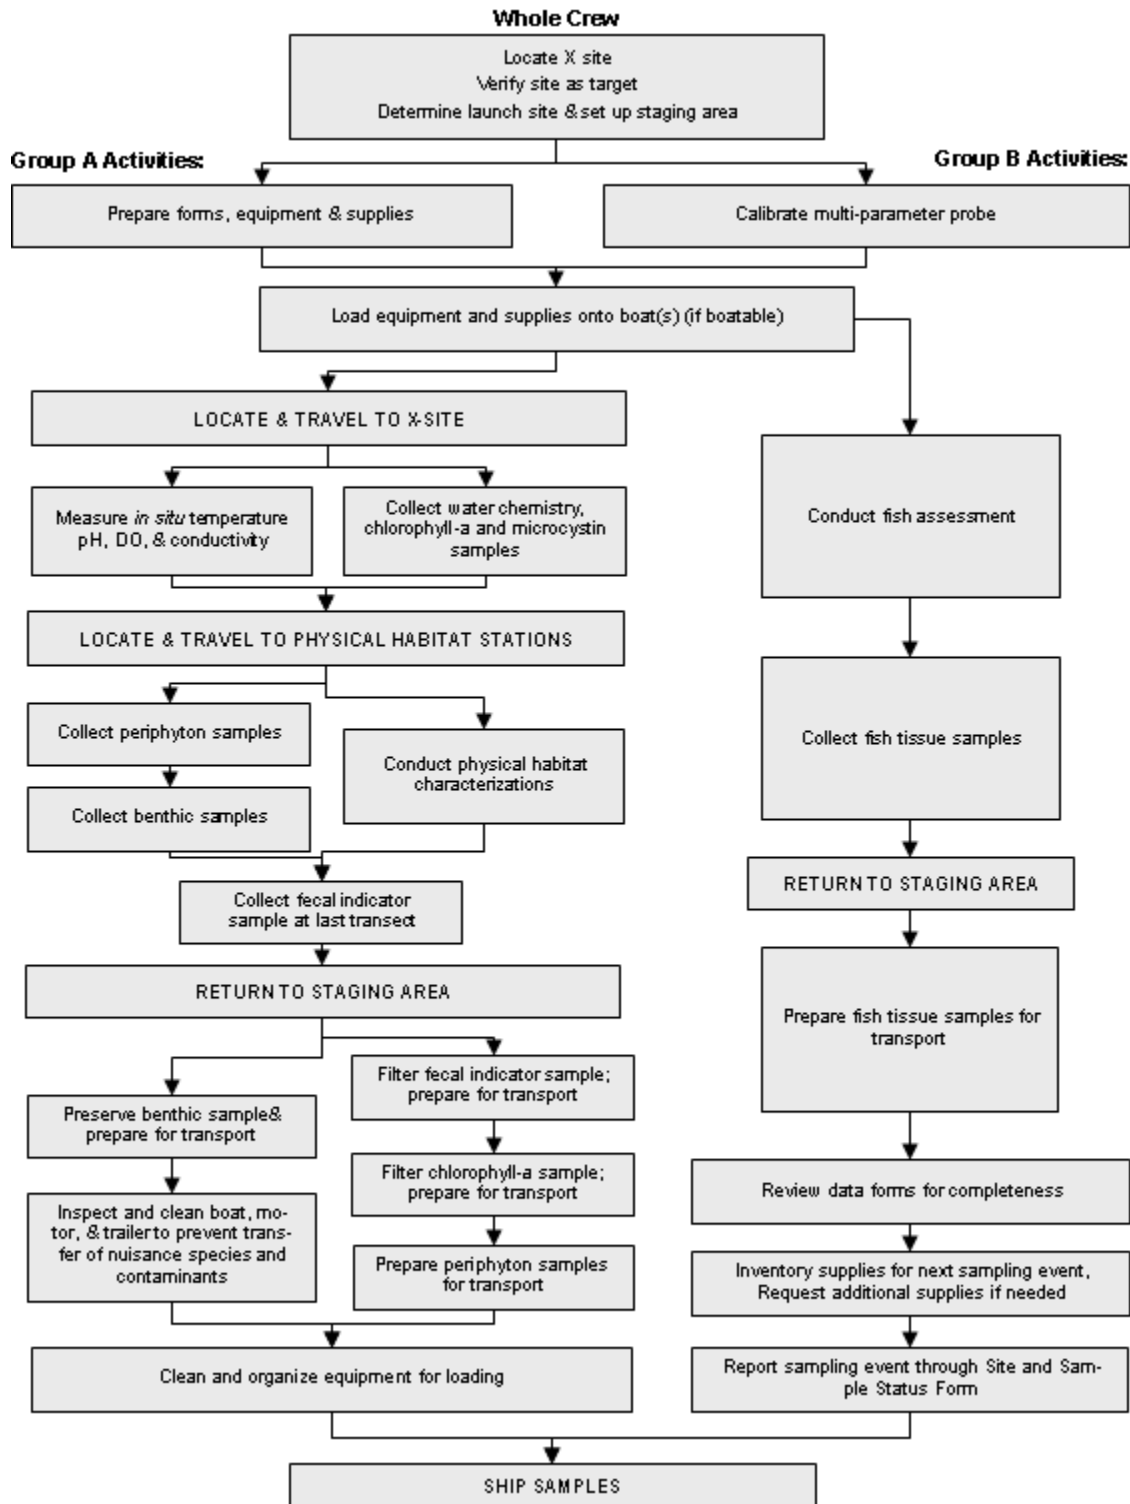 Whole Crew
Locate X site
Verify site as target
Determine launch site & set up staging area
Group A Activities:
Group B Activities:
Prepare forms, equipment & supplies
Calibrate multi-parameter probe
Load equipment and supplies onto boat(s) (if boatable)
LOCATE & TRAVEL TO X-SITE
Measure in situ temperature
pH, DO, & conductivity
Collect water chemistry,
chlorophyll-a and microcystin
samples
Conduct fish assessment
LOCATE & TRAVEL TO PHYSICAL HABITAT STATIONS
Collect periphyton samples
Conduct physical habitat
characterizations
Collect benthic samples
Collect fish tissue samples
Collect fecal indicator
sample at last transect
RETURN TO STAGING AREA
RETURN TO STAGING AREA
Prepare fish tissue samples for
transport
Filter fecal indicator sample;
prepare for transport
Preserve benthic sample&
prepare for transport
Filter chlorophyll-a sample;
prepare for transport
Inspect and clean boat, mo-
tor, & trailer to prevent trans-
fer of nuisance species and
contaminants
Prepare periphyton samples
for transport
Review data forms for completeness
Inventory supplies for next sampling event,
Request additional supplies if needed
Clean and organize equipment for loading
Report sampling event through Site and Sam-
ple Status Form
SHIP SAMPLES